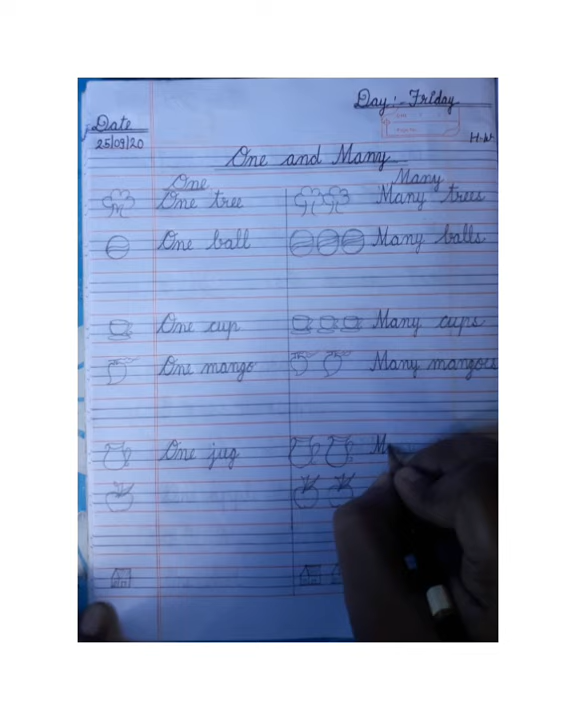 Day :- Friday
Date
25/09/20
H.W.
One and Many
One Many
One tree Many trees
One ball Many balls
One cup Many cups
One mango Many mangoes
One jug M